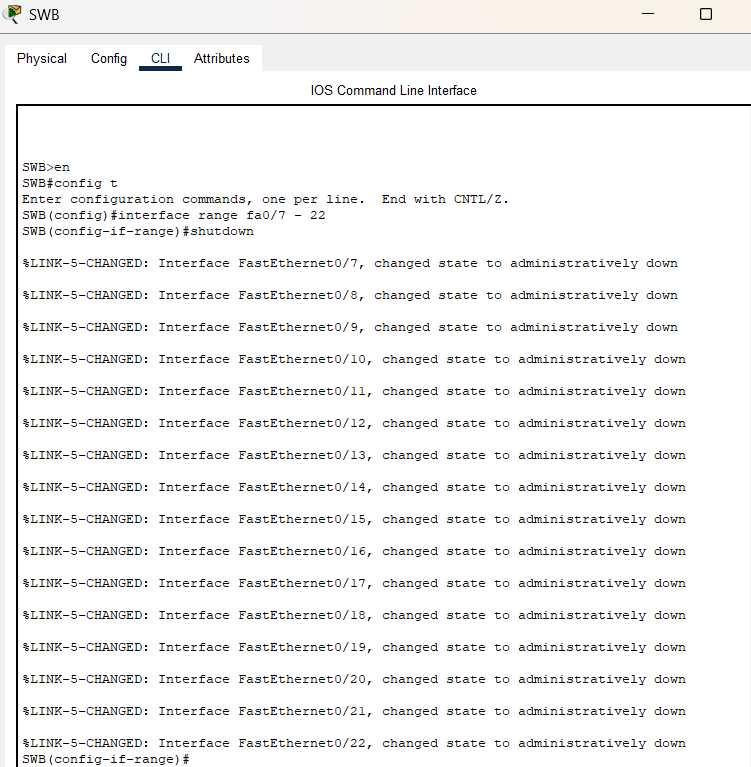 SWB
Physical Config CLI Attributes
IOS Command Line Interface
SWB>en
SWB#config t
Enter configuration commands, one per line.  End with CNTL/Z.
SWB(config)#interface range fa0/7 - 22
SWB(config-if-range)#shutdown
%LINK-5-CHANGED: Interface FastEthernet0/7, changed state to administratively down
%LINK-5-CHANGED: Interface FastEthernet0/8, changed state to administratively down
%LINK-5-CHANGED: Interface FastEthernet0/9, changed state to administratively down
%LINK-5-CHANGED: Interface FastEthernet0/10, changed state to administratively down
%LINK-5-CHANGED: Interface FastEthernet0/11, changed state to administratively down
%LINK-5-CHANGED: Interface FastEthernet0/12, changed state to administratively down
%LINK-5-CHANGED: Interface FastEthernet0/13, changed state to administratively down
%LINK-5-CHANGED: Interface FastEthernet0/14, changed state to administratively down
%LINK-5-CHANGED: Interface FastEthernet0/15, changed state to administratively down
%LINK-5-CHANGED: Interface FastEthernet0/16, changed state to administratively down
%LINK-5-CHANGED: Interface FastEthernet0/17, changed state to administratively down
%LINK-5-CHANGED: Interface FastEthernet0/18, changed state to administratively down
%LINK-5-CHANGED: Interface FastEthernet0/19, changed state to administratively down
%LINK-5-CHANGED: Interface FastEthernet0/20, changed state to administratively down
%LINK-5-CHANGED: Interface FastEthernet0/21, changed state to administratively down
%LINK-5-CHANGED: Interface FastEthernet0/22, changed state to administratively down
SWB(config-if-range)#